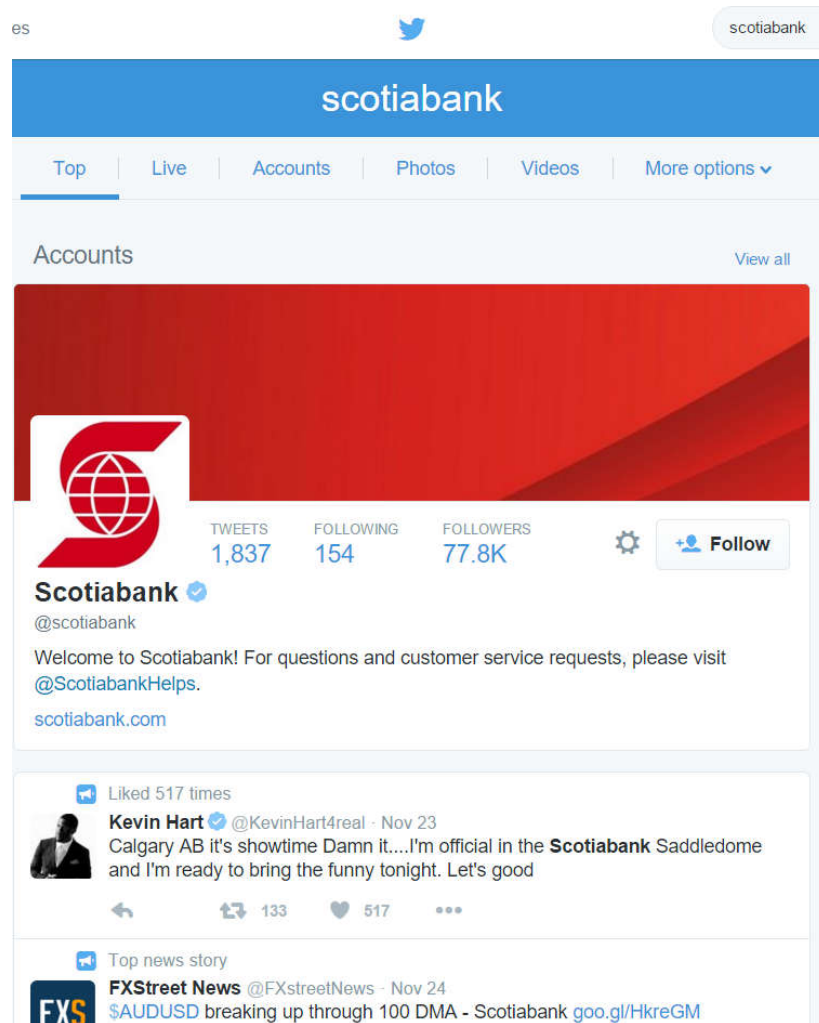 es
scotiabank
scotiabank
Top Live Accounts Photos Videos More options
Accounts
View all
TWEETS FOLLOWING FOLLOWERS
1,837 154 77.8K
Follow
Scotiabank
@scotiabank
Welcome to Scotiabank! For questions and customer service requests, please visit
@ScotiabankHelps.
scotiabank.com
Liked 517 times
Kevin Hart @KevinHart4real · Nov 23
Calgary AB it's showtime Damn it....I'm official in the Scotiabank Saddledome
and I'm ready to bring the funny tonight. Let's good
133 517
Top news story
FXStreet News @FXstreetNews · Nov 24
FXS
$AUDUSD breaking up through 100 DMA - Scotiabank goo.gl/HkreGM